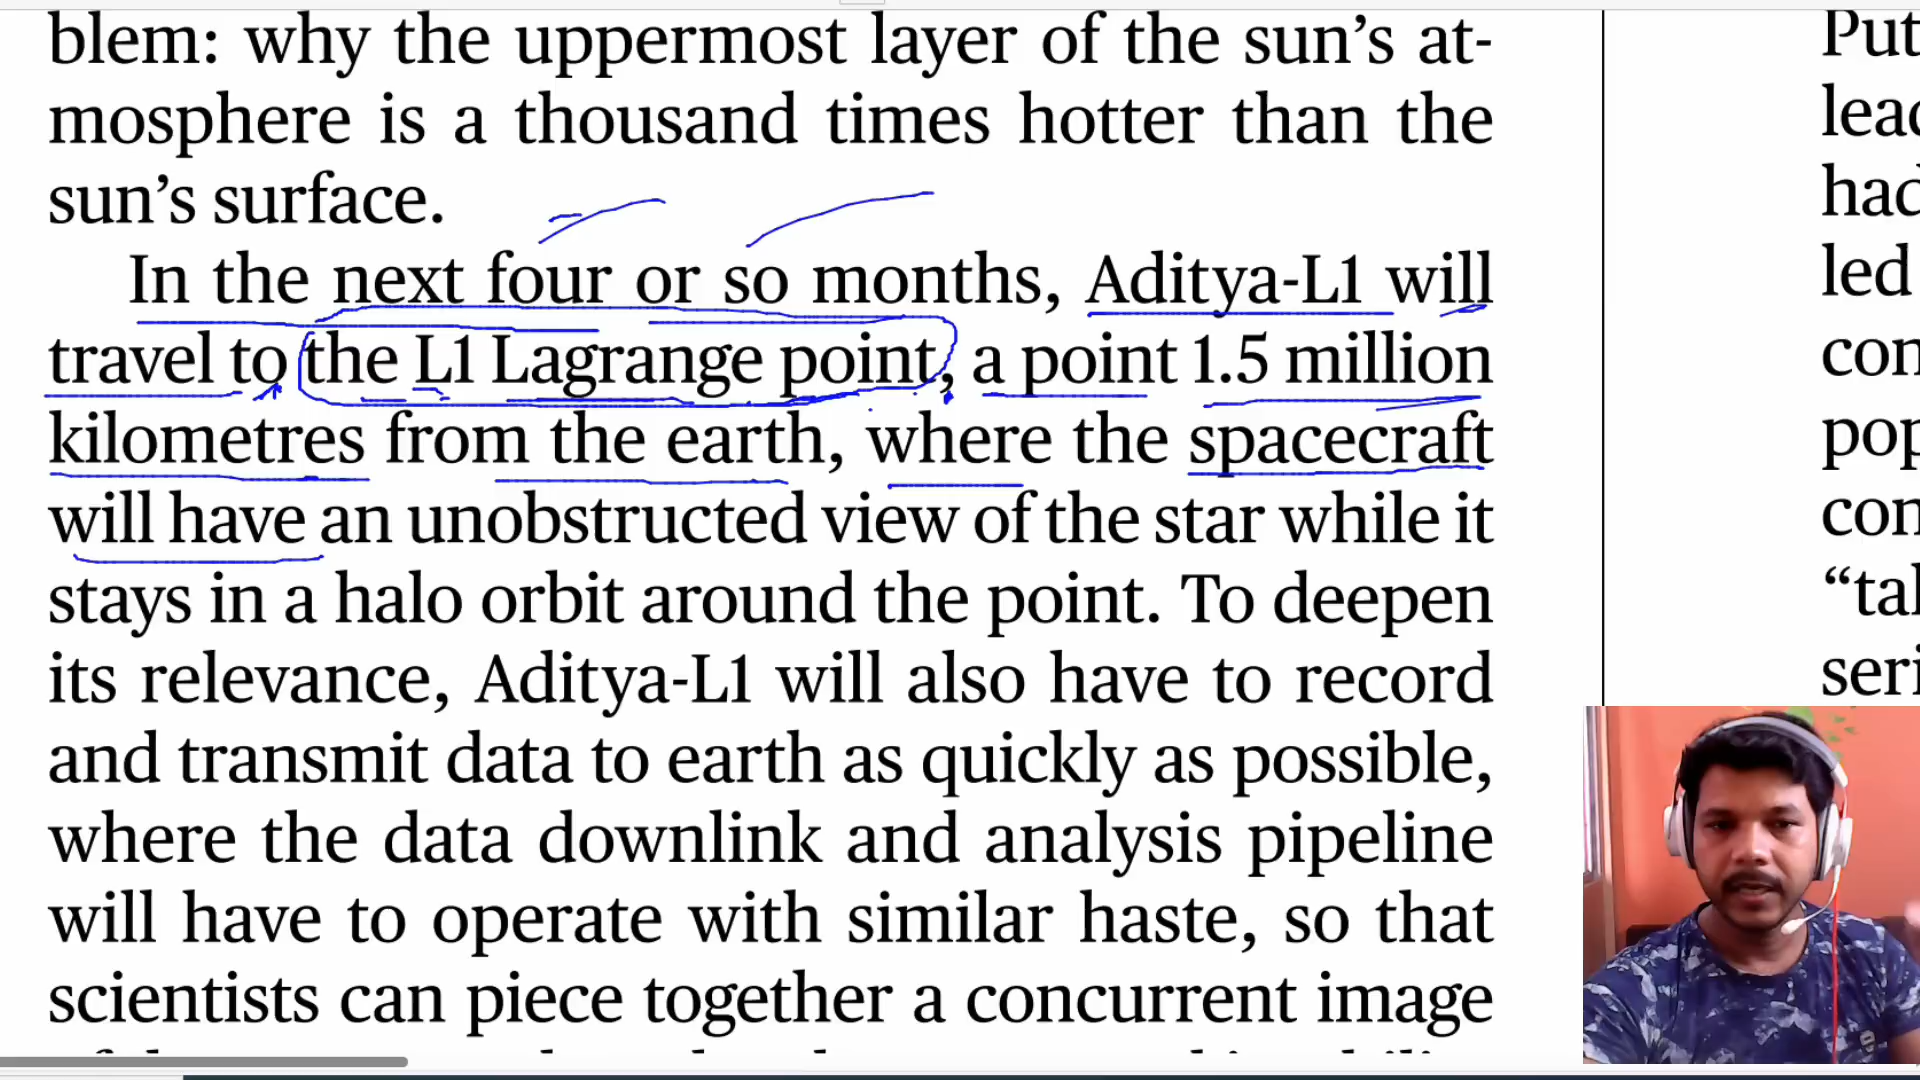 blem: why the uppermost layer of the sun’s at-
mosphere is a thousand times hotter than the
sun’s surface.
In the next four or so months, Aditya-L1 will
travel to the L1 Lagrange point, a point 1.5 million
kilometres from the earth, where the spacecraft
will have an unobstructed view of the star while it
stays in a halo orbit around the point. To deepen
its relevance, Aditya-L1 will also have to record
and transmit data to earth as quickly as possible,
where the data downlink and analysis pipeline
will have to operate with similar haste, so that
scientists can piece together a concurrent image
Put
led
“tal